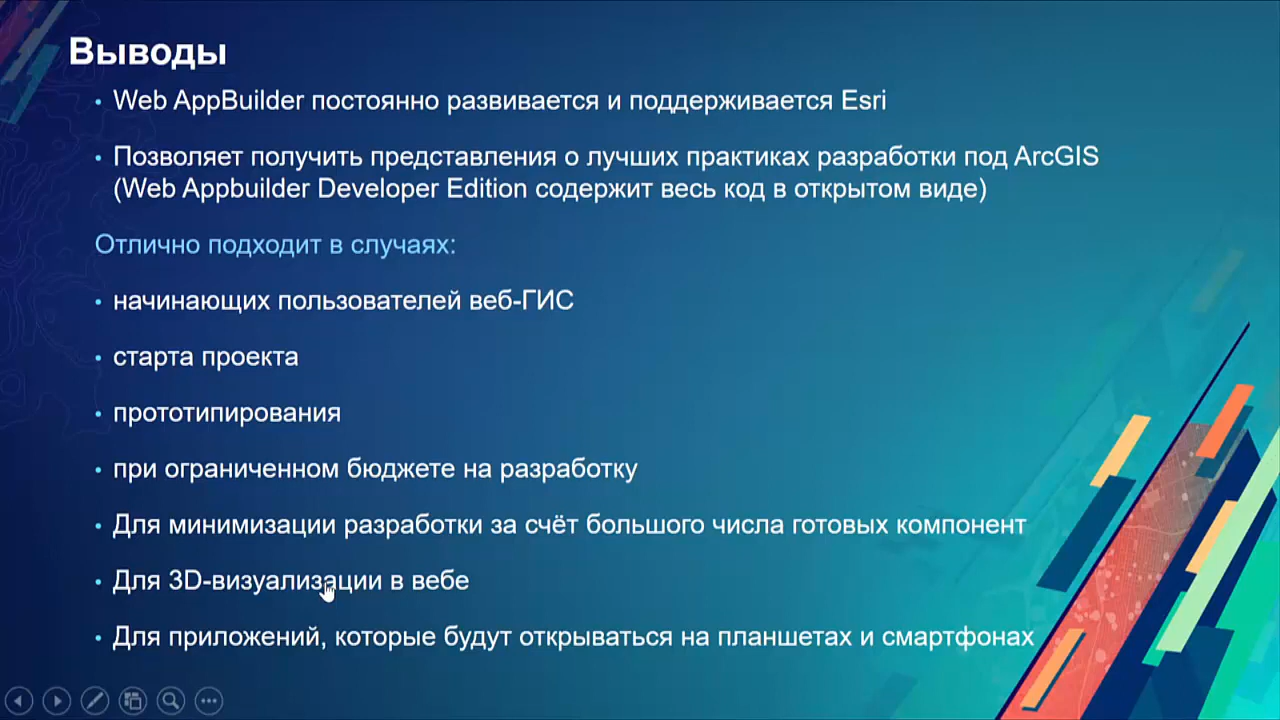 Выводы
• Web AppBuilder постоянно развивается и поддерживается Esri
• Позволяет получить представления о лучших практиках разработки под ArcGIS
(Web Appbuilder Developer Edition содержит весь код в открытом виде)
Отлично подходит в случаях:
• начинающих пользователей веб-ГИС
• старта проекта
• прототипирования
• при ограниченном бюджете на разработку
• Для минимизации разработки за счёт большого числа готовых компонент
• Для 3D-визуализации в вебе
• Для приложений, которые будут открываться на планшетах и смартфонах